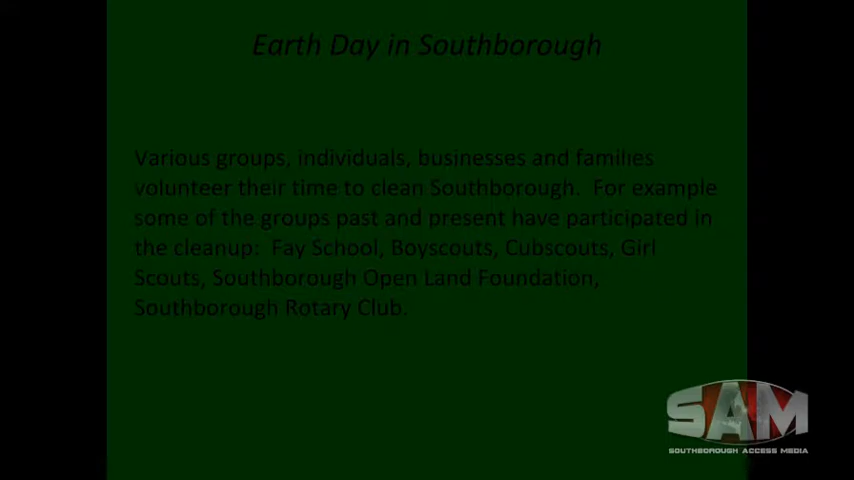 Earth Day in Southborough
Various groups, individuals, businesses and families
volunteer their time to clean Southborough.  For example
some of the groups past and present have participated in
the cleanup:  Fay School, Boyscouts, Cubscouts, Girl
Scouts, Southborough Open Land Foundation,
Southborough Rotary Club.
SAM
SOUTHBOROUGH ACCESS MEDIA